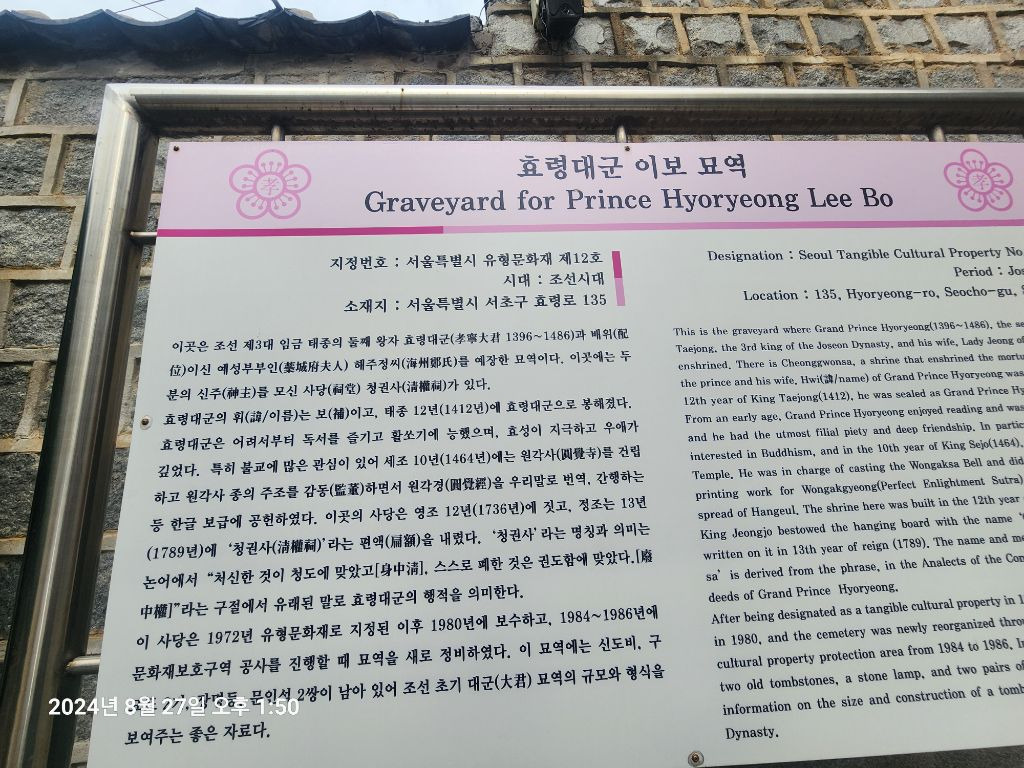 효령대군 이보 묘역
Graveyard for Prince Hyoryeong Lee Bo
孝
孝
지정번호 : 서울특별시 유형문화재 제12호
시대 : 조선시대
소재지 : 서울특별시 서초구 효령로 135
이곳은 조선 제3대 임금 태종의 둘째 왕자 효령대군(孝寧大君 1396~1486)과 배위(配
位)이신 예성부부인(蘂城府夫人) 해주정씨(海州鄭氏)를 예장한 묘역이다. 이곳에는 두
분의 신주(神主)를 모신 사당(祠堂) 청권사(淸權祠)가 있다.
효령대군의 휘(諱/이름)는 보(補)이고, 태종 12년(1412년)에 효령대군으로 봉해졌다.
효령대군은 어려서부터 독서를 즐기고 활쏘기에 능했으며, 효성이 지극하고 우애가
깊었다. 특히 불교에 많은 관심이 있어 세조 10년(1464년)에는 원각사(圓覺寺)를 건립
하고 원각사 종의 주조를 감동(監董)하면서 원각경(圓覺經)을 우리말로 번역, 간행하는
등 한글 보급에 공헌하였다. 이곳의 사당은 영조 12년(1736년)에 짓고, 정조는 13년
(1789년)에 ‘청권사(淸權祠)’라는 편액(扁額)을 내렸다. ‘청권사’라는 명칭과 의미는
논어에서 “처신한 것이 청도에 맞았고[身中淸], 스스로 폐한 것은 권도함에 맞았다.[廢
中權]”라는 구절에서 유래된 말로 효령대군의 행적을 의미한다.
이 사당은 1972년 유형문화재로 지정된 이후 1980년에 보수하고, 1984~1986년에
문화재보호구역 공사를 진행할 때 묘역을 새로 정비하였다. 이 묘역에는 신도비, 구
장명등, 문인석 2쌍이 남아 있어 조선 초기 대군(大君) 묘역의 규모와 형식을
보여주는 좋은 자료다.
Designation : Seoul Tangible Cultural Property No
Period : Jos
Location : 135, Hyoryeong-ro, Seocho-gu, S
This is the graveyard where Grand Prince Hyoryeong(1396~1486), the se
Taejong, the 3rd king of the Joseon Dynasty, and his wife, Lady Jeong of
enshrined. There is Cheonggwonsa, a shrine that enshrined the mortu
the prince and his wife. Hwi(諱/name) of Grand Prince Hyoryeong was
12th year of King Taejong(1412), he was sealed as Grand Prince Hy
From an early age, Grand Prince Hyoryeong enjoyed reading and was
and he had the utmost filial piety and deep friendship. In partic
interested in Buddhism, and in the 10th year of King Sejo(1464),
Temple. He was in charge of casting the Wongaksa Bell and did
printing work for Wongakgyeong(Perfect Enlightment Sutra)
spread of Hangeul. The shrine here was built in the 12th year
King Jeongjo bestowed the hanging board with the name ‘
written on it in 13th year of reign (1789). The name and me
sa’ is derived from the phrase, in the Analects of the Con
deeds of Grand Prince Hyoryeong.
After being designated as a tangible cultural property in 1
in 1980, and the cemetery was newly reorganized throu
cultural property protection area from 1984 to 1986. In
two old tombstones, a stone lamp, and two pairs of
information on the size and construction of a tomb
Dynasty.
2024년 8월 27일 오후 1:50